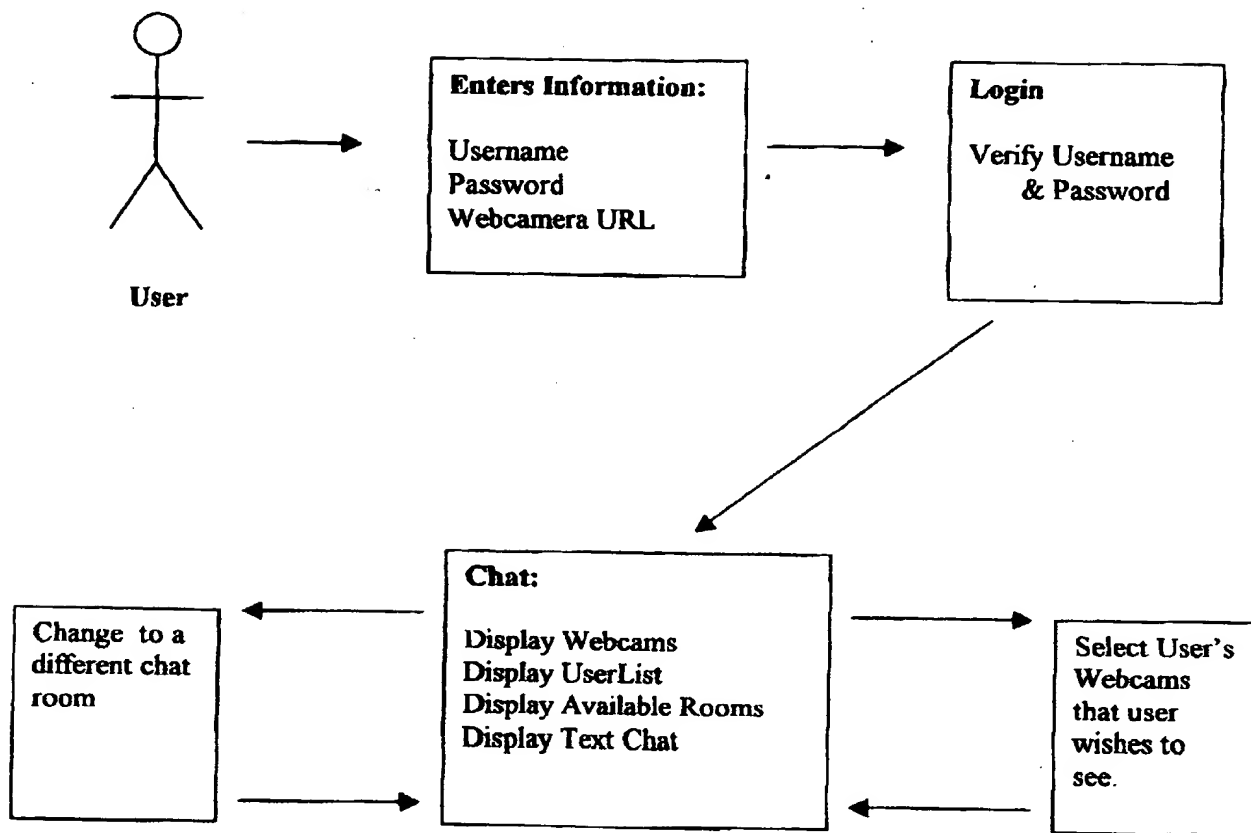 User
Enters Information:
Username
Password
Webcamera URL
Login
Verify Username
& Password
Chat:
Display Webcams
Display UserList
Display Available Rooms
Display Text Chat
Change to a
different chat
room
Select User's
Webcams
that user
wishes to
see.